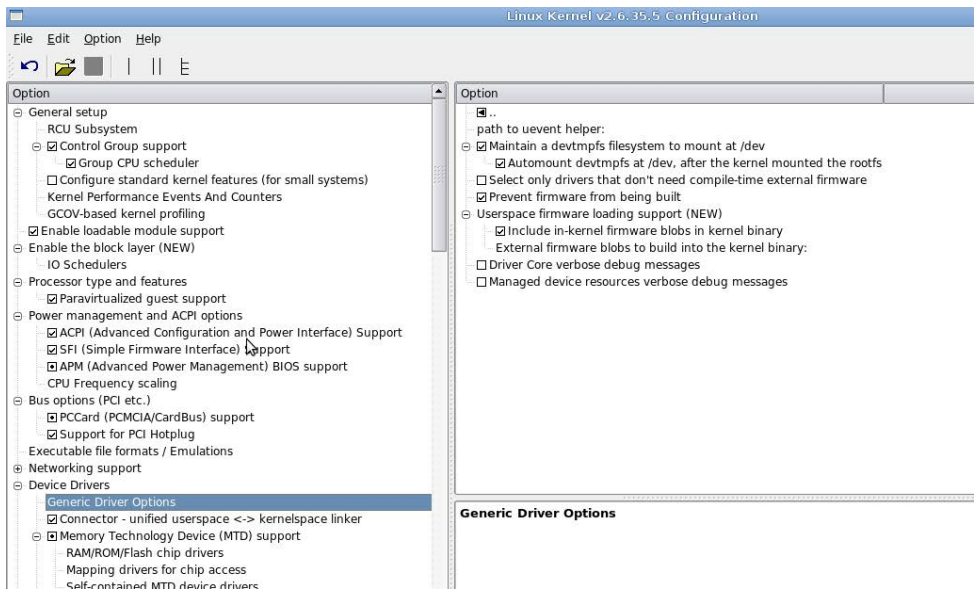 Linux Kernel v2.6.35.5 Configuration
File Edit Option Help
Option
General setup
RCU Subsystem
Control Group support
Group CPU scheduler
Configure standard kernel features (for small systems)
Kernel Performance Events And Counters
GCOV-based kernel profiling
Enable loadable module support
Enable the block layer (NEW)
IO Schedulers
Processor type and features
Paravirtualized guest support
Power management and ACPI options
ACPI (Advanced Configuration and Power Interface) Support
SFI (Simple Firmware Interface) Support
APM (Advanced Power Management) BIOS support
CPU Frequency scaling
Bus options (PCI etc.)
PCCard (PCMCIA/CardBus) support
Support for PCI Hotplug
Executable file formats / Emulations
Networking support
Device Drivers
Generic Driver Options
Connector - unified userspace <-> kernelspace linker
Memory Technology Device (MTD) support
RAM/ROM/Flash chip drivers
Mapping drivers for chip access
Self-contained MTD device drivers
Option
..
path to uevent helper:
Maintain a devtmpfs filesystem to mount at /dev
Automount devtmpfs at /dev, after the kernel mounted the rootfs
Select only drivers that don't need compile-time external firmware
Prevent firmware from being built
Userspace firmware loading support (NEW)
Include in-kernel firmware blobs in kernel binary
External firmware blobs to build into the kernel binary:
Driver Core verbose debug messages
Managed device resources verbose debug messages
Generic Driver Options